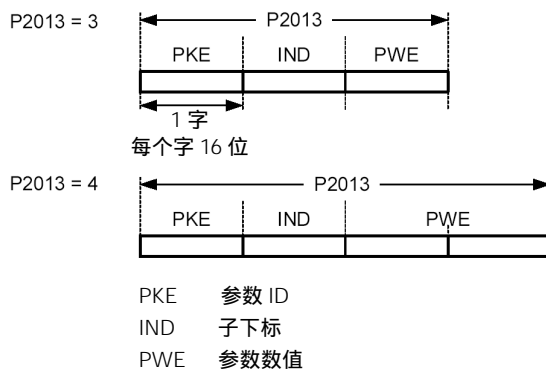 P2013 = 3
P2013
PKE IND PWE
1 字
每个字 16 位
P2013 = 4
P2013
PKE IND PWE
PKE 参数 ID
IND 子下标
PWE 参数数值